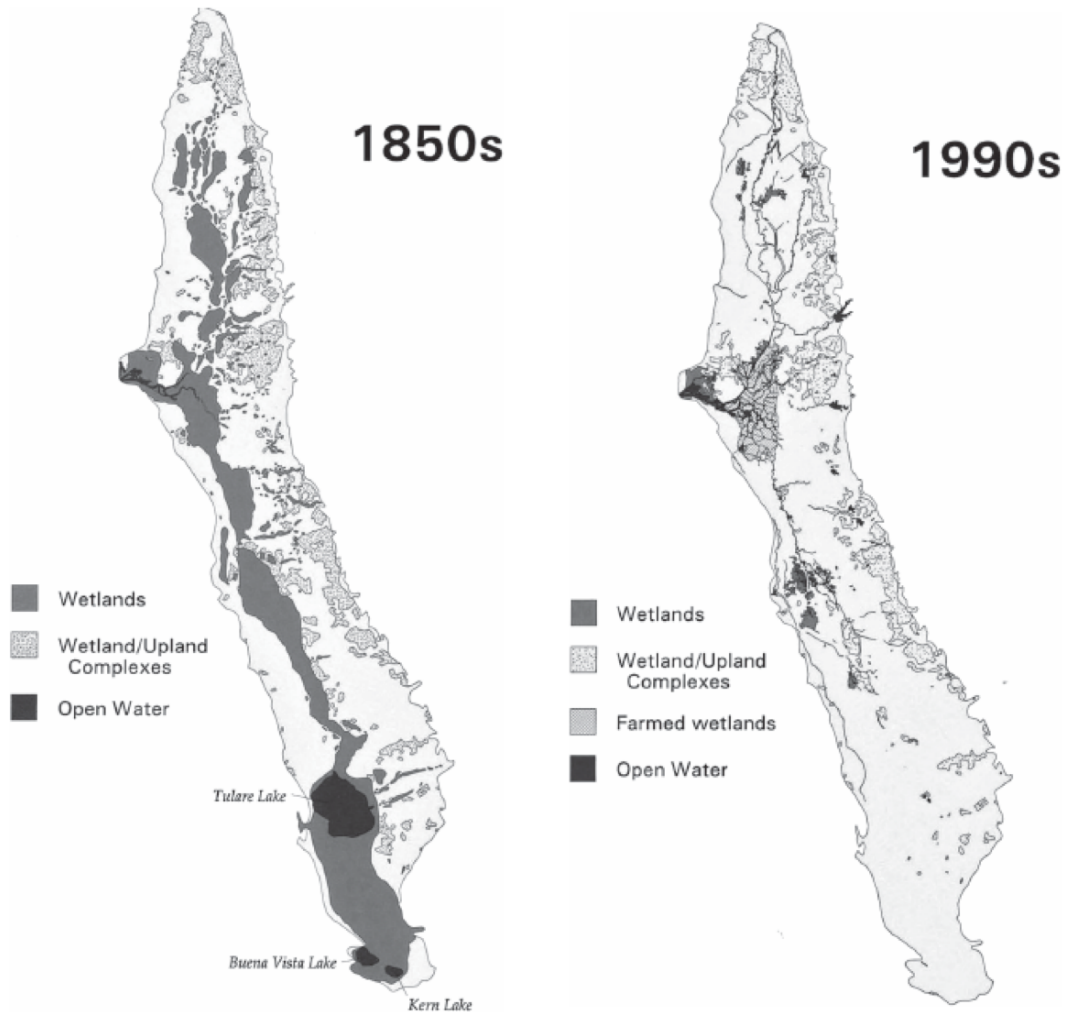 1850s
1990s
Wetlands
Wetland/Upland
Complexes
Open Water
Tulare Lake
Buena Vista Lake
Kern Lake
Wetlands
Wetland/Upland
Complexes
Farmed wetlands
Open Water